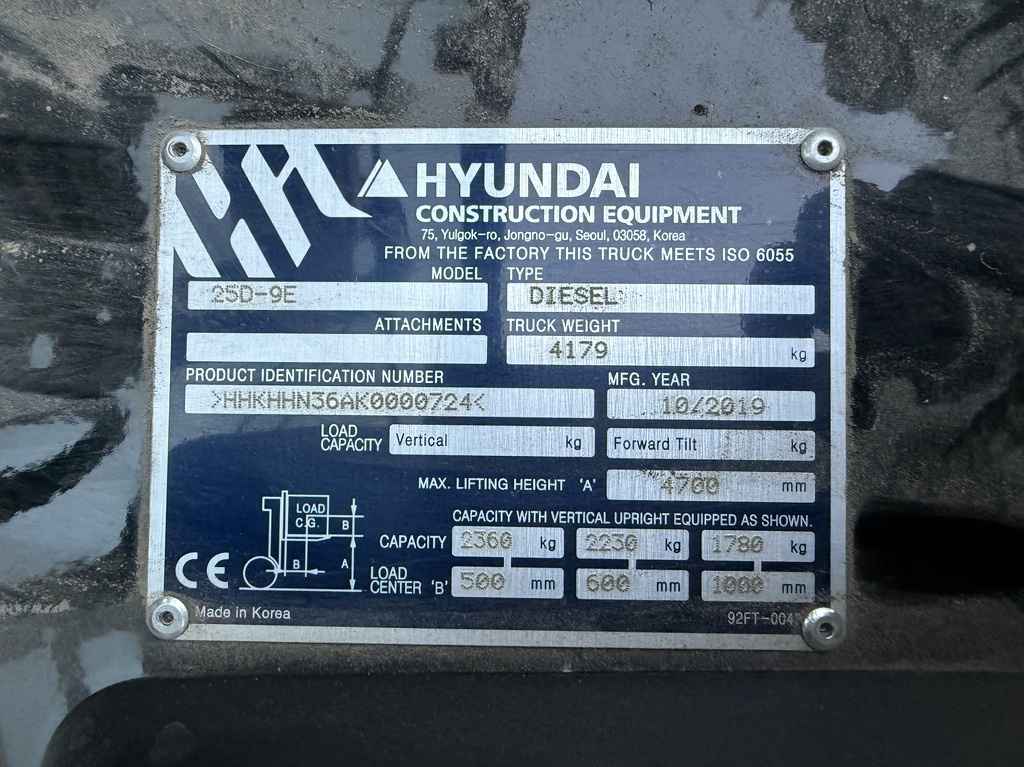 HYUNDAI
CONSTRUCTION EQUIPMENT
75, Yulgok-ro, Jongno-gu, Seoul, 03058, Korea
FROM THE FACTORY THIS TRUCK MEETS ISO 6055
MODEL TYPE
25D-9E DIESEL
ATTACHMENTS TRUCK WEIGHT
4179 kg
PRODUCT IDENTIFICATION NUMBER MFG. YEAR
>HHKHHN36AK0000724< 10/2019
LOAD CAPACITY Vertical kg Forward Tilt kg
MAX. LIFTING HEIGHT 'A' 4700 mm
CAPACITY WITH VERTICAL UPRIGHT EQUIPPED AS SHOWN.
LOAD
C.G. B
B A
CAPACITY 2360 kg 2230 kg 1780 kg
LOAD CENTER 'B' 500 mm 600 mm 1000 mm
CE
Made in Korea